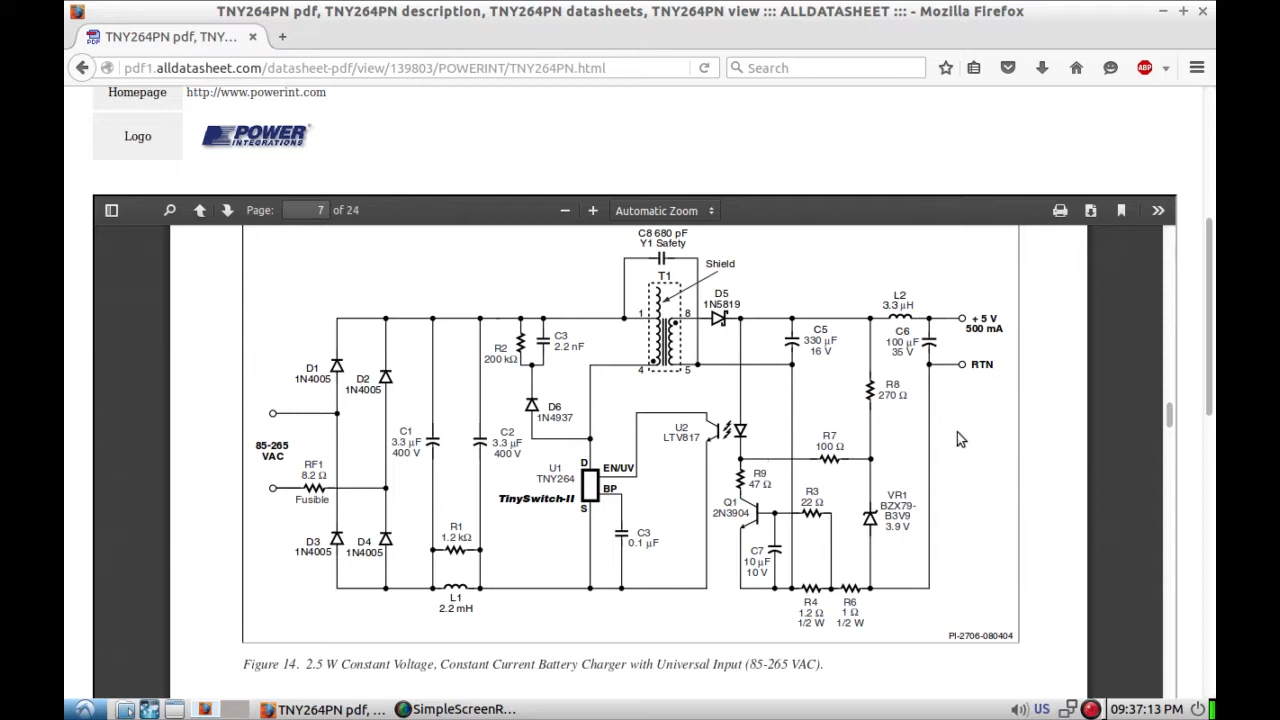 TNY264PN pdf, TNY264PN description, TNY264PN datasheets, TNY264PN view ::: ALLDATASHEET ::: - Mozilla Firefox
TNY264PN pdf, TNY...
pdf1.alldatasheet.com/datasheet-pdf/view/139803/POWERINT/TNY264PN.html
Search
ABP
Homepage http://www.powerint.com
Logo
POWER
INTEGRATIONS
Page: 7 of 24
Automatic Zoom
C8 680 pF
Y1 Safety
Shield
T1
1
8
4
5
D5
1N5819
L2
3.3 µH
+ 5 V
500 mA
RTN
C5
330 µF
16 V
C6
100 µF
35 V
R2
200 kΩ
C3
2.2 nF
D1
1N4005
D2
1N4005
D6
1N4937
R8
270 Ω
85-265
VAC
RF1
8.2 Ω
Fusible
C1
3.3 µF
400 V
C2
3.3 µF
400 V
U2
LTV817
R7
100 Ω
U1
TNY264
TinySwitch-II
D
S
EN/UV
BP
R9
47 Ω
Q1
2N3904
R3
22 Ω
VR1
BZX79-
B3V9
3.9 V
D3
1N4005
D4
1N4005
R1
1.2 kΩ
C3
0.1 µF
C7
10 µF
10 V
L1
2.2 mH
R4
1.2 Ω
1/2 W
R6
1 Ω
1/2 W
PI-2706-080404
Figure 14. 2.5 W Constant Voltage, Constant Current Battery Charger with Universal Input (85-265 VAC).
TNY264PN pdf, ...
SimpleScreenR...
US
09:37:13 PM